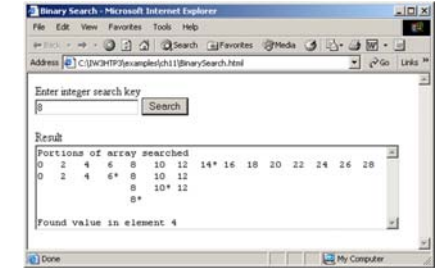 Binary Search - Microsoft Internet Explorer
File Edit View Favorites Tools Help
Back Search Favorites Media
Address C:\IW3HTP3\examples\ch11\BinarySearch.html Go Links »
Enter integer search key
8 Search
Result
Portions of array searched
0 2 4 6 8 10 12 14* 16 18 20 22 24 26 28
0 2 4 6* 8 10 12
8 10* 12
8*
Found value in element 4
Done My Computer